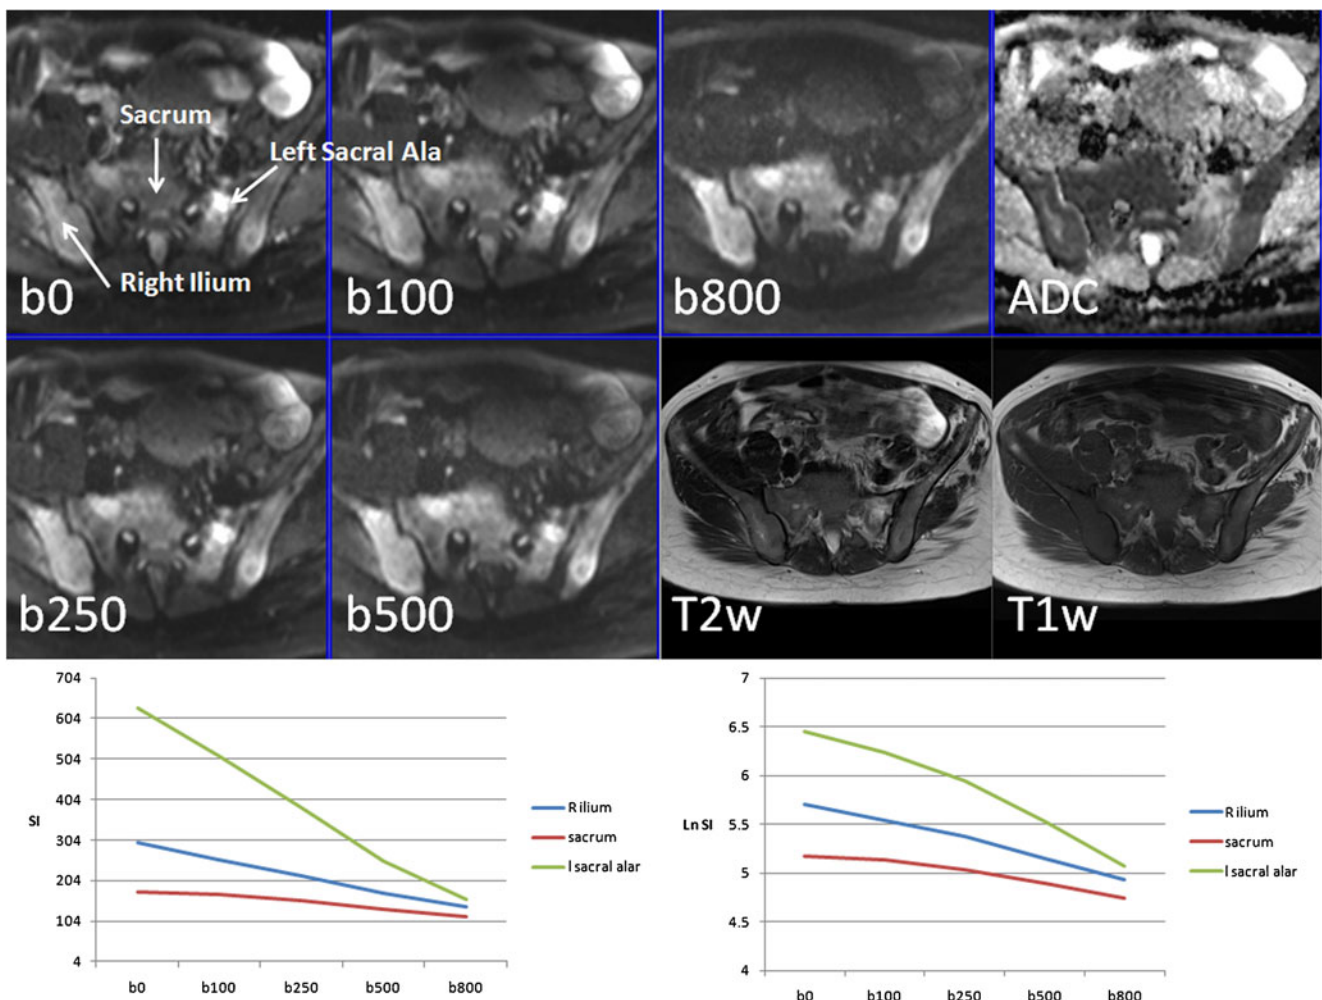 Sacrum
Left Sacral Ala
Right Ilium
b0
b100
b800
ADC
b250
b500
T2w
T1w
704
604
504
404
304
204
104
4
SI
b0
b100
b250
b500
b800
R ilium
sacrum
l sacral alar
7
6.5
6
5.5
5
4.5
4
Ln SI
b0
b100
b250
b500
b800
R ilium
sacrum
l sacral alar